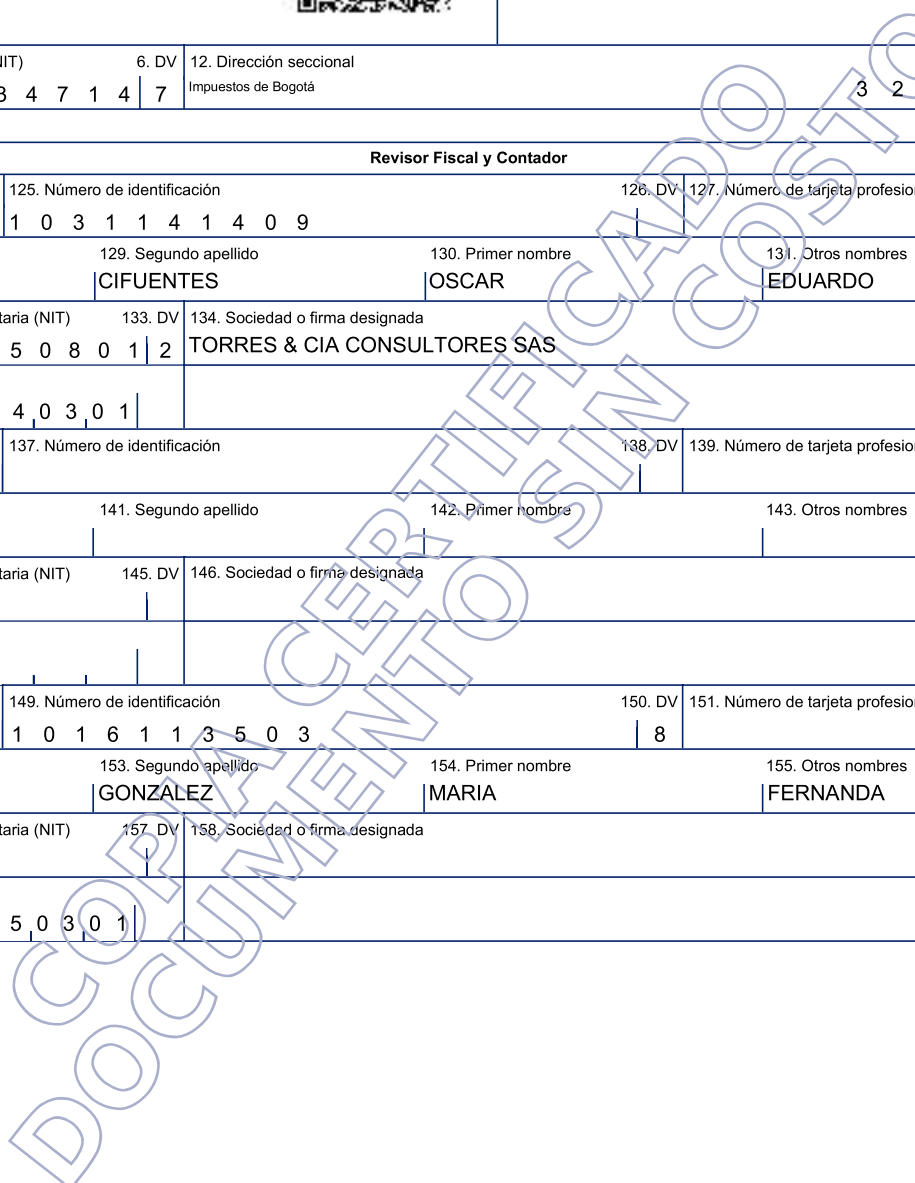 NIT) 6. DV 12. Dirección seccional
3 4 7 1 4 7 Impuestos de Bogotá 3 2
Revisor Fiscal y Contador
125. Número de identificación 126. DV 127. Número de tarjeta
1 0 3 1 1 4 1 4 0 9
129. Segundo apellido 130. Primer nombre 131. Otros nombres
CIFUENTES OSCAR EDUARDO
(NIT) 133. DV 134. Sociedad o firma designada
5 0 8 0 1 2 TORRES & CIA CONSULTORES SAS
4 0 3 0 1
137. Número de identificación 138. DV 139. Número de tarjeta
141. Segundo apellido 142. Primer nombre 143. Otros nombres
(NIT) 145. DV 146. Sociedad o firma designada
149. Número de identificación 150. DV 151. Número de tarjeta
1 0 1 6 1 1 3 5 0 3 8
153. Segundo apellido 154. Primer nombre 155. Otros nombres
GONZALEZ MARIA FERNANDA
(NIT) 157. DV 158. Sociedad o firma designada
5 0 3 0 1
COPIA CERTIFICADO
DOCUMENTO SIN COSTO